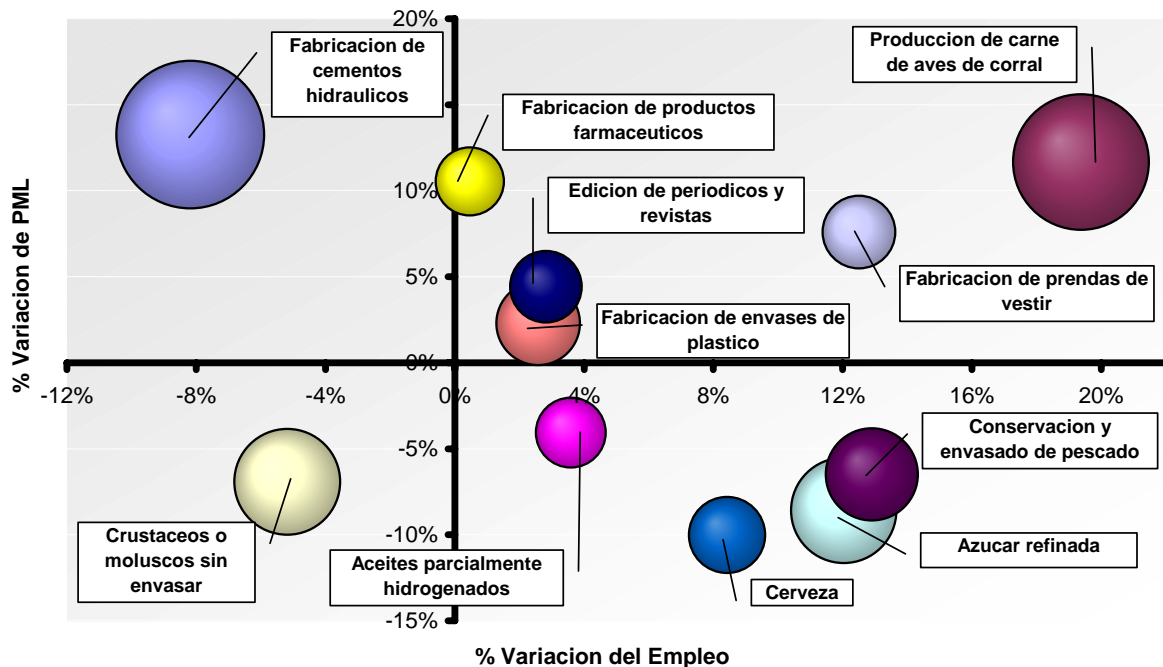 20%
Fabricacion de
cementos
hidraulicos
Produccion de carne
de aves de corral
Fabricacion de productos
farmaceuticos
10%
Edicion de periodicos y
revistas
% Variacion de PML
5%
Fabricacion de prendas de
vestir
Fabricacion de envases de
plastico
0%
-12%
-8%
-4%
0%
4%
8%
12%
16%
20%
-5%
Conservacion y
envasado de pescado
-10%
Crustaceos o
moluscos sin
envasar
Aceites parcialmente
hidrogenados
Azucar refinada
Cerveza
-15%
% Variacion del Empleo